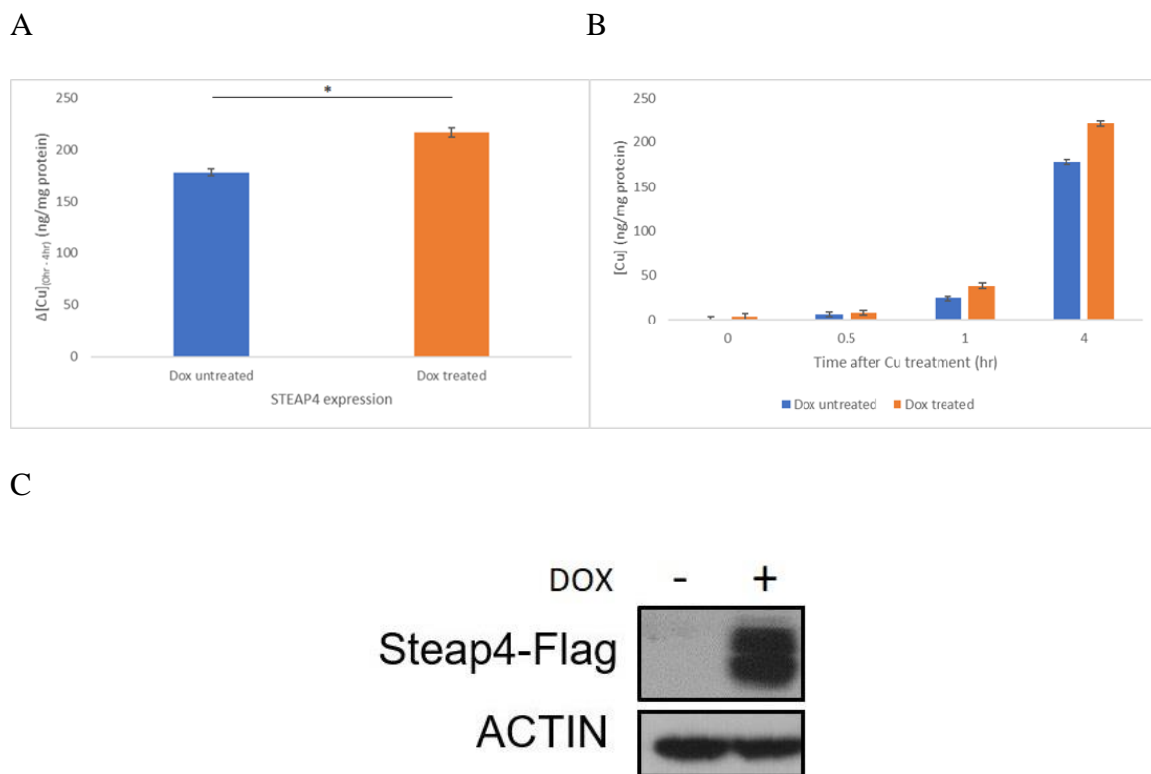 A
B
250
200
150
100
50
0
Δ[Cu](0hr - 4hr) (ng/mg protein)
*
Dox untreated
Dox treated
STEAP4 expression
250
200
150
100
50
0
[Cu] (ng/mg protein)
0
0.5
1
4
Time after Cu treatment (hr)
Dox untreated
Dox treated
C
DOX - +
Steap4-Flag
ACTIN